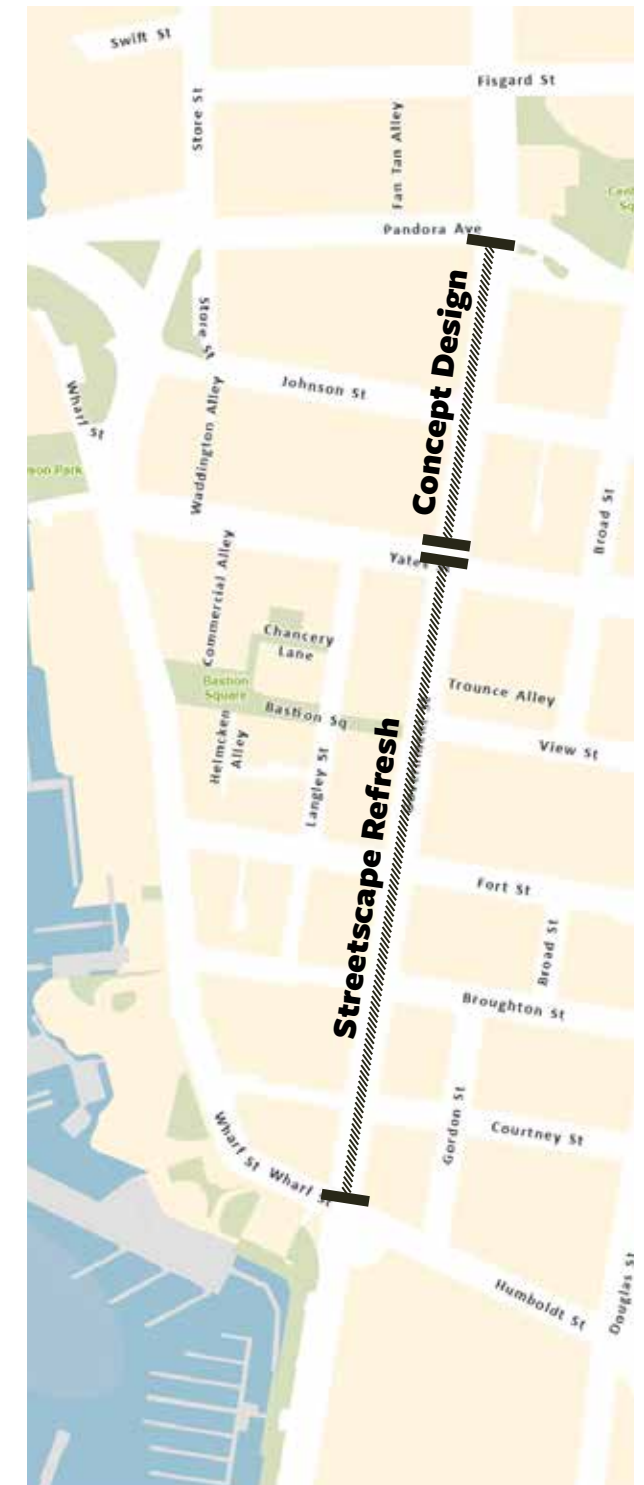 Swift St
Fisgard St
Store St
Fan Tan Alley
Pandora Ave
Store St
Concept Design
Johnson St
Wharf St
Waddington Alley
son Park
Broad St
Yates
Commercial Alley
Chancery
Lane
Bastion
Square
Trounce Alley
Bastion Sq
Helmcken
Alley
View St
Langley St
Streetscape Refresh
Fort St
Broad St
Broughton St
Gordon St
Courtney St
Wharf St
Wharf St
Humboldt St
Douglas St